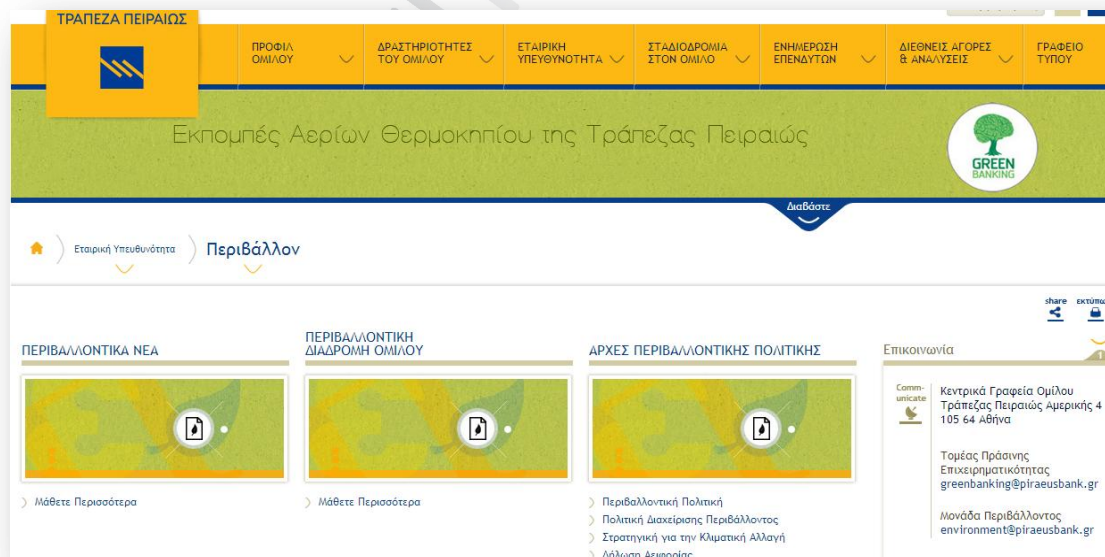 ΤΡΑΠΕΖΑ ΠΕΙΡΑΙΩΣ
ΠΡΟΦΙΛ
ΟΜΙΛΟΥ
ΔΡΑΣΤΗΡΙΟΤΗΤΕΣ
ΤΟΥ ΟΜΙΛΟΥ
ΕΤΑΙΡΙΚΗ
ΥΠΕΥΘΥΝΟΤΗΤΑ
ΣΤΑΔΙΟΔΡΟΜΙΑ
ΣΤΟΝ ΟΜΙΛΟ
ΕΝΗΜΕΡΩΣΗ
ΕΠΕΝΔΥΤΩΝ
ΔΙΕΘΝΕΙΣ ΑΓΟΡΕΣ
& ΑΝΑΛΥΣΕΙΣ
ΓΡΑΦΕΙΟ
ΤΥΠΟΥ
Εκπομπές Αερίων Θερμοκηπίου της Τράπεζας Πειραιώς
GREEN
BANKING
Διαβάστε
Εταιρική Υπευθυνότητα
Περιβάλλον
share
ΠΕΡΙΒΑΛΛΟΝΤΙΚΑ ΝΕΑ
Μάθετε Περισσότερα
ΠΕΡΙΒΑΛΛΟΝΤΙΚΗ
ΔΙΑΔΡΟΜΗ ΟΜΙΛΟΥ
Μάθετε Περισσότερα
ΑΡΧΕΣ ΠΕΡΙΒΑΛΛΟΝΤΙΚΗΣ ΠΟΛΙΤΙΚΗΣ
Περιβαλλοντική Πολιτική
Πολιτική Διαχείρισης Περιβάλλοντος
Στρατηγική για την Κλιματική Αλλαγή
Δήλωση Αειφορίας
Επικοινωνία
1
Comm-
unicate
Κεντρικά Γραφεία Ομίλου
Τράπεζας Πειραιώς Αμερικής 4
105 64 Αθήνα
Τομέας Πράσινης
Επιχειρηματικότητας
greenbanking@piraeusbank.gr
Μονάδα Περιβάλλοντος
environment@piraeusbank.gr